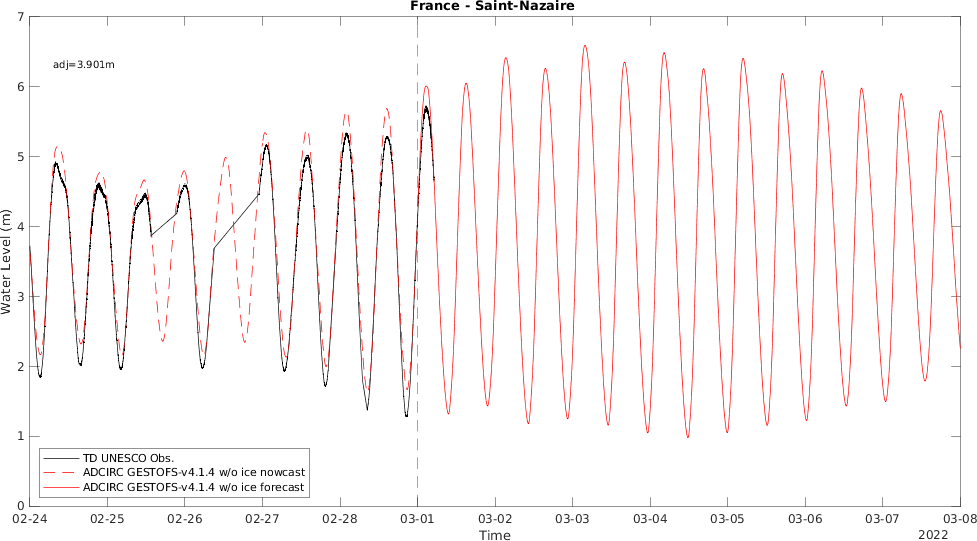 France - Saint-Nazaire
adj=3.901m
Water Level (m)
7
6
5
4
3
2
1
0
TD UNESCO Obs.
ADCIRC GESTOFS-v4.1.4 w/o ice nowcast
ADCIRC GESTOFS-v4.1.4 w/o ice forecast
02-24 02-25 02-26 02-27 02-28 03-01 03-02 03-03 03-04 03-05 03-06 03-07 03-08
Time
2022